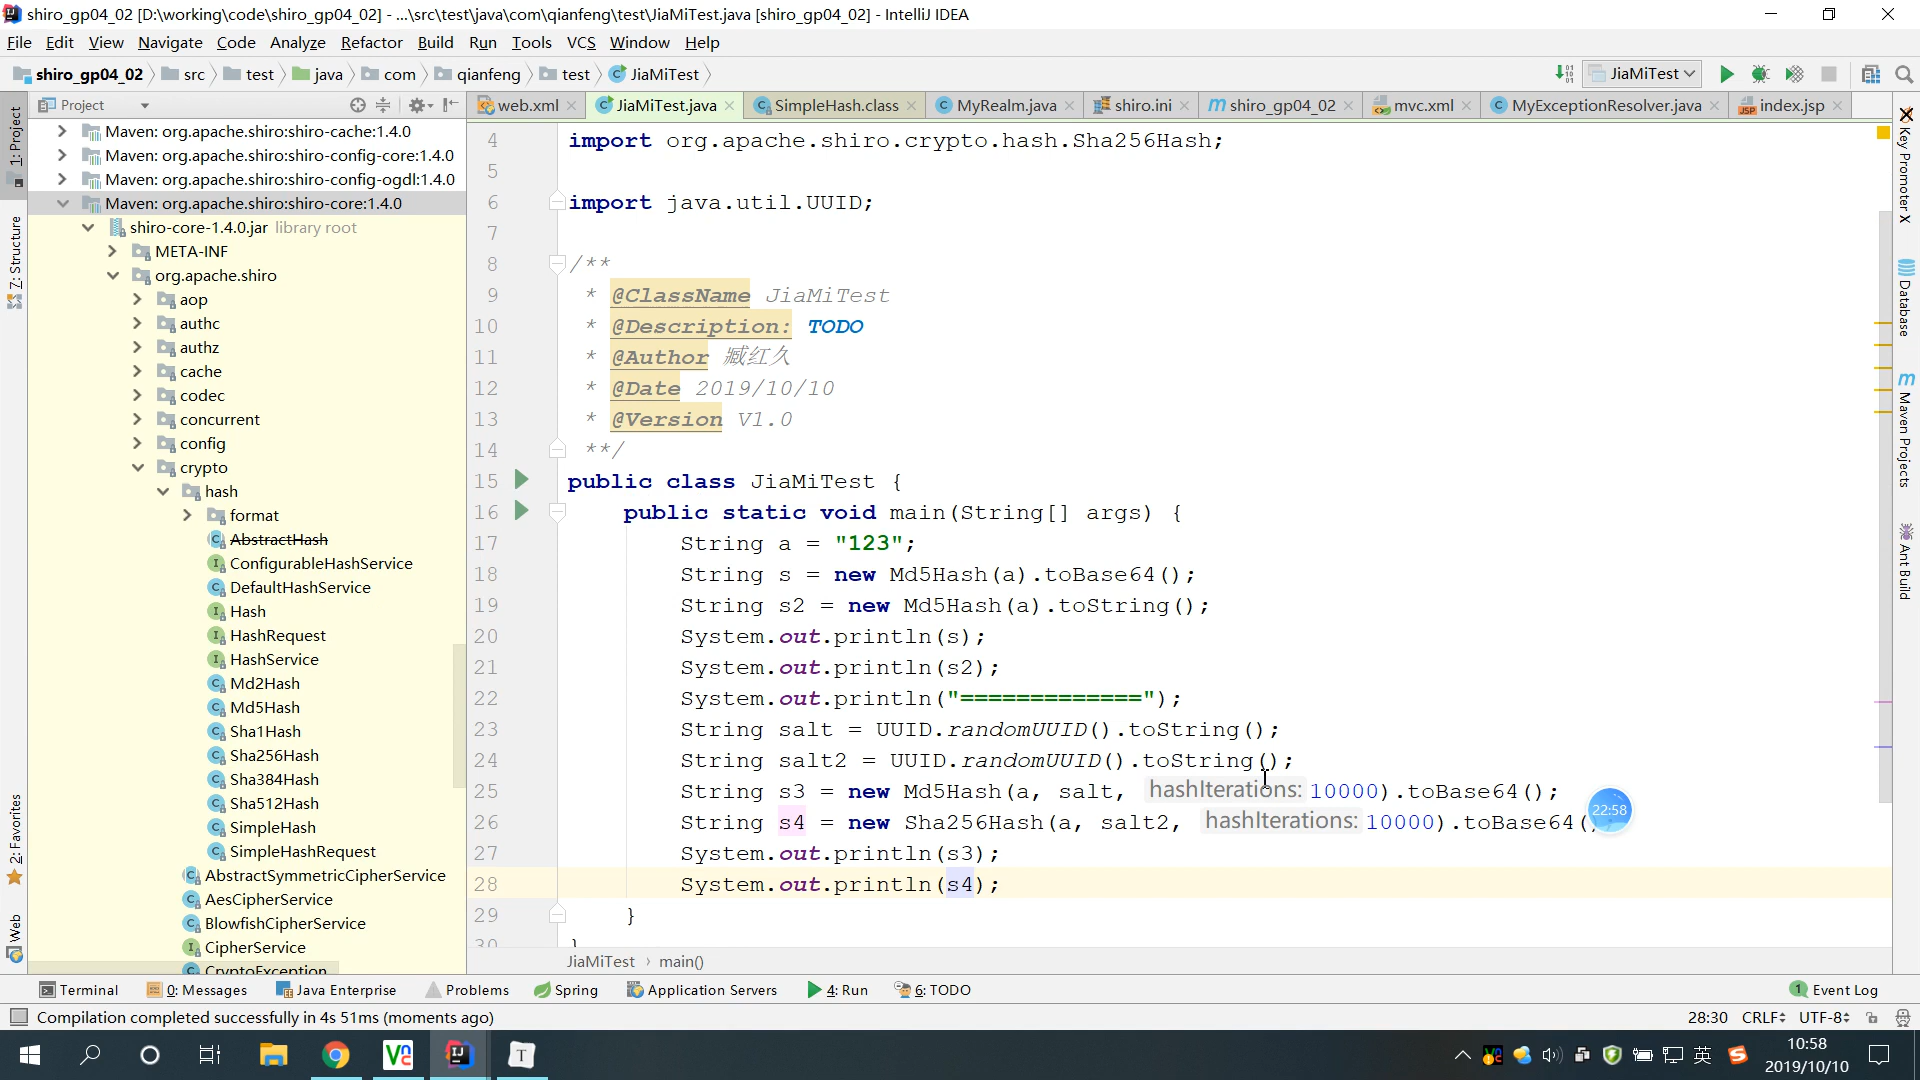 shiro_gp04_02 [D:\working\code\shiro_gp04_02] - ...\src\test\java\com\qianfeng\test\JiaMiTest.java [shiro_gp04_02] - IntelliJ IDEA
File Edit View Navigate Code Analyze Refactor Build Run Tools VCS Window Help
shiro_gp04_02 src test java com qianfeng test JiaMiTest
JiaMiTest
Project
web.xml JiaMiTest.java SimpleHash.class MyRealm.java shiro.ini shiro_gp04_02 mvc.xml MyExceptionResolver.java index.jsp
1: Project
Z: Structure
2: Favorites
Web
Maven: org.apache.shiro:shiro-cache:1.4.0
Maven: org.apache.shiro:shiro-config-core:1.4.0
Maven: org.apache.shiro:shiro-config-ogdl:1.4.0
Maven: org.apache.shiro:shiro-core:1.4.0
shiro-core-1.4.0.jar library root
META-INF
org.apache.shiro
aop
authc
authz
cache
codec
concurrent
config
crypto
hash
format
AbstractHash
ConfigurableHashService
DefaultHashService
Hash
HashRequest
HashService
Md2Hash
Md5Hash
Sha1Hash
Sha256Hash
Sha384Hash
Sha512Hash
SimpleHash
SimpleHashRequest
AbstractSymmetricCipherService
AesCipherService
BlowfishCipherService
CipherService
CryptoException
4 import org.apache.shiro.crypto.hash.Sha256Hash;
5
6 import java.util.UUID;
7
8 /**
9 * @ClassName JiaMiTest
10 * @Description: TODO
11 * @Author 臧红久
12 * @Date 2019/10/10
13 * @Version V1.0
14 **/
15 public class JiaMiTest {
16 public static void main(String[] args) {
17 String a = "123";
18 String s = new Md5Hash(a).toBase64();
19 String s2 = new Md5Hash(a).toString();
20 System.out.println(s);
21 System.out.println(s2);
22 System.out.println("=============");
23 String salt = UUID.randomUUID().toString();
24 String salt2 = UUID.randomUUID().toString();
25 String s3 = new Md5Hash(a, salt, hashIterations: 10000).toBase64();
26 String s4 = new Sha256Hash(a, salt2, hashIterations: 10000).toBase64(
27 System.out.println(s3);
28 System.out.println(s4);
29 }
30 }
22:58
JiaMiTest › main()
Key Promoter X
Database
Maven Projects
Ant Build
Terminal 0: Messages Java Enterprise Problems Spring Application Servers 4: Run 6: TODO 1 Event Log
Compilation completed successfully in 4s 51ms (moments ago) 28:30 CRLF UTF-8
英
10:58
2019/10/10